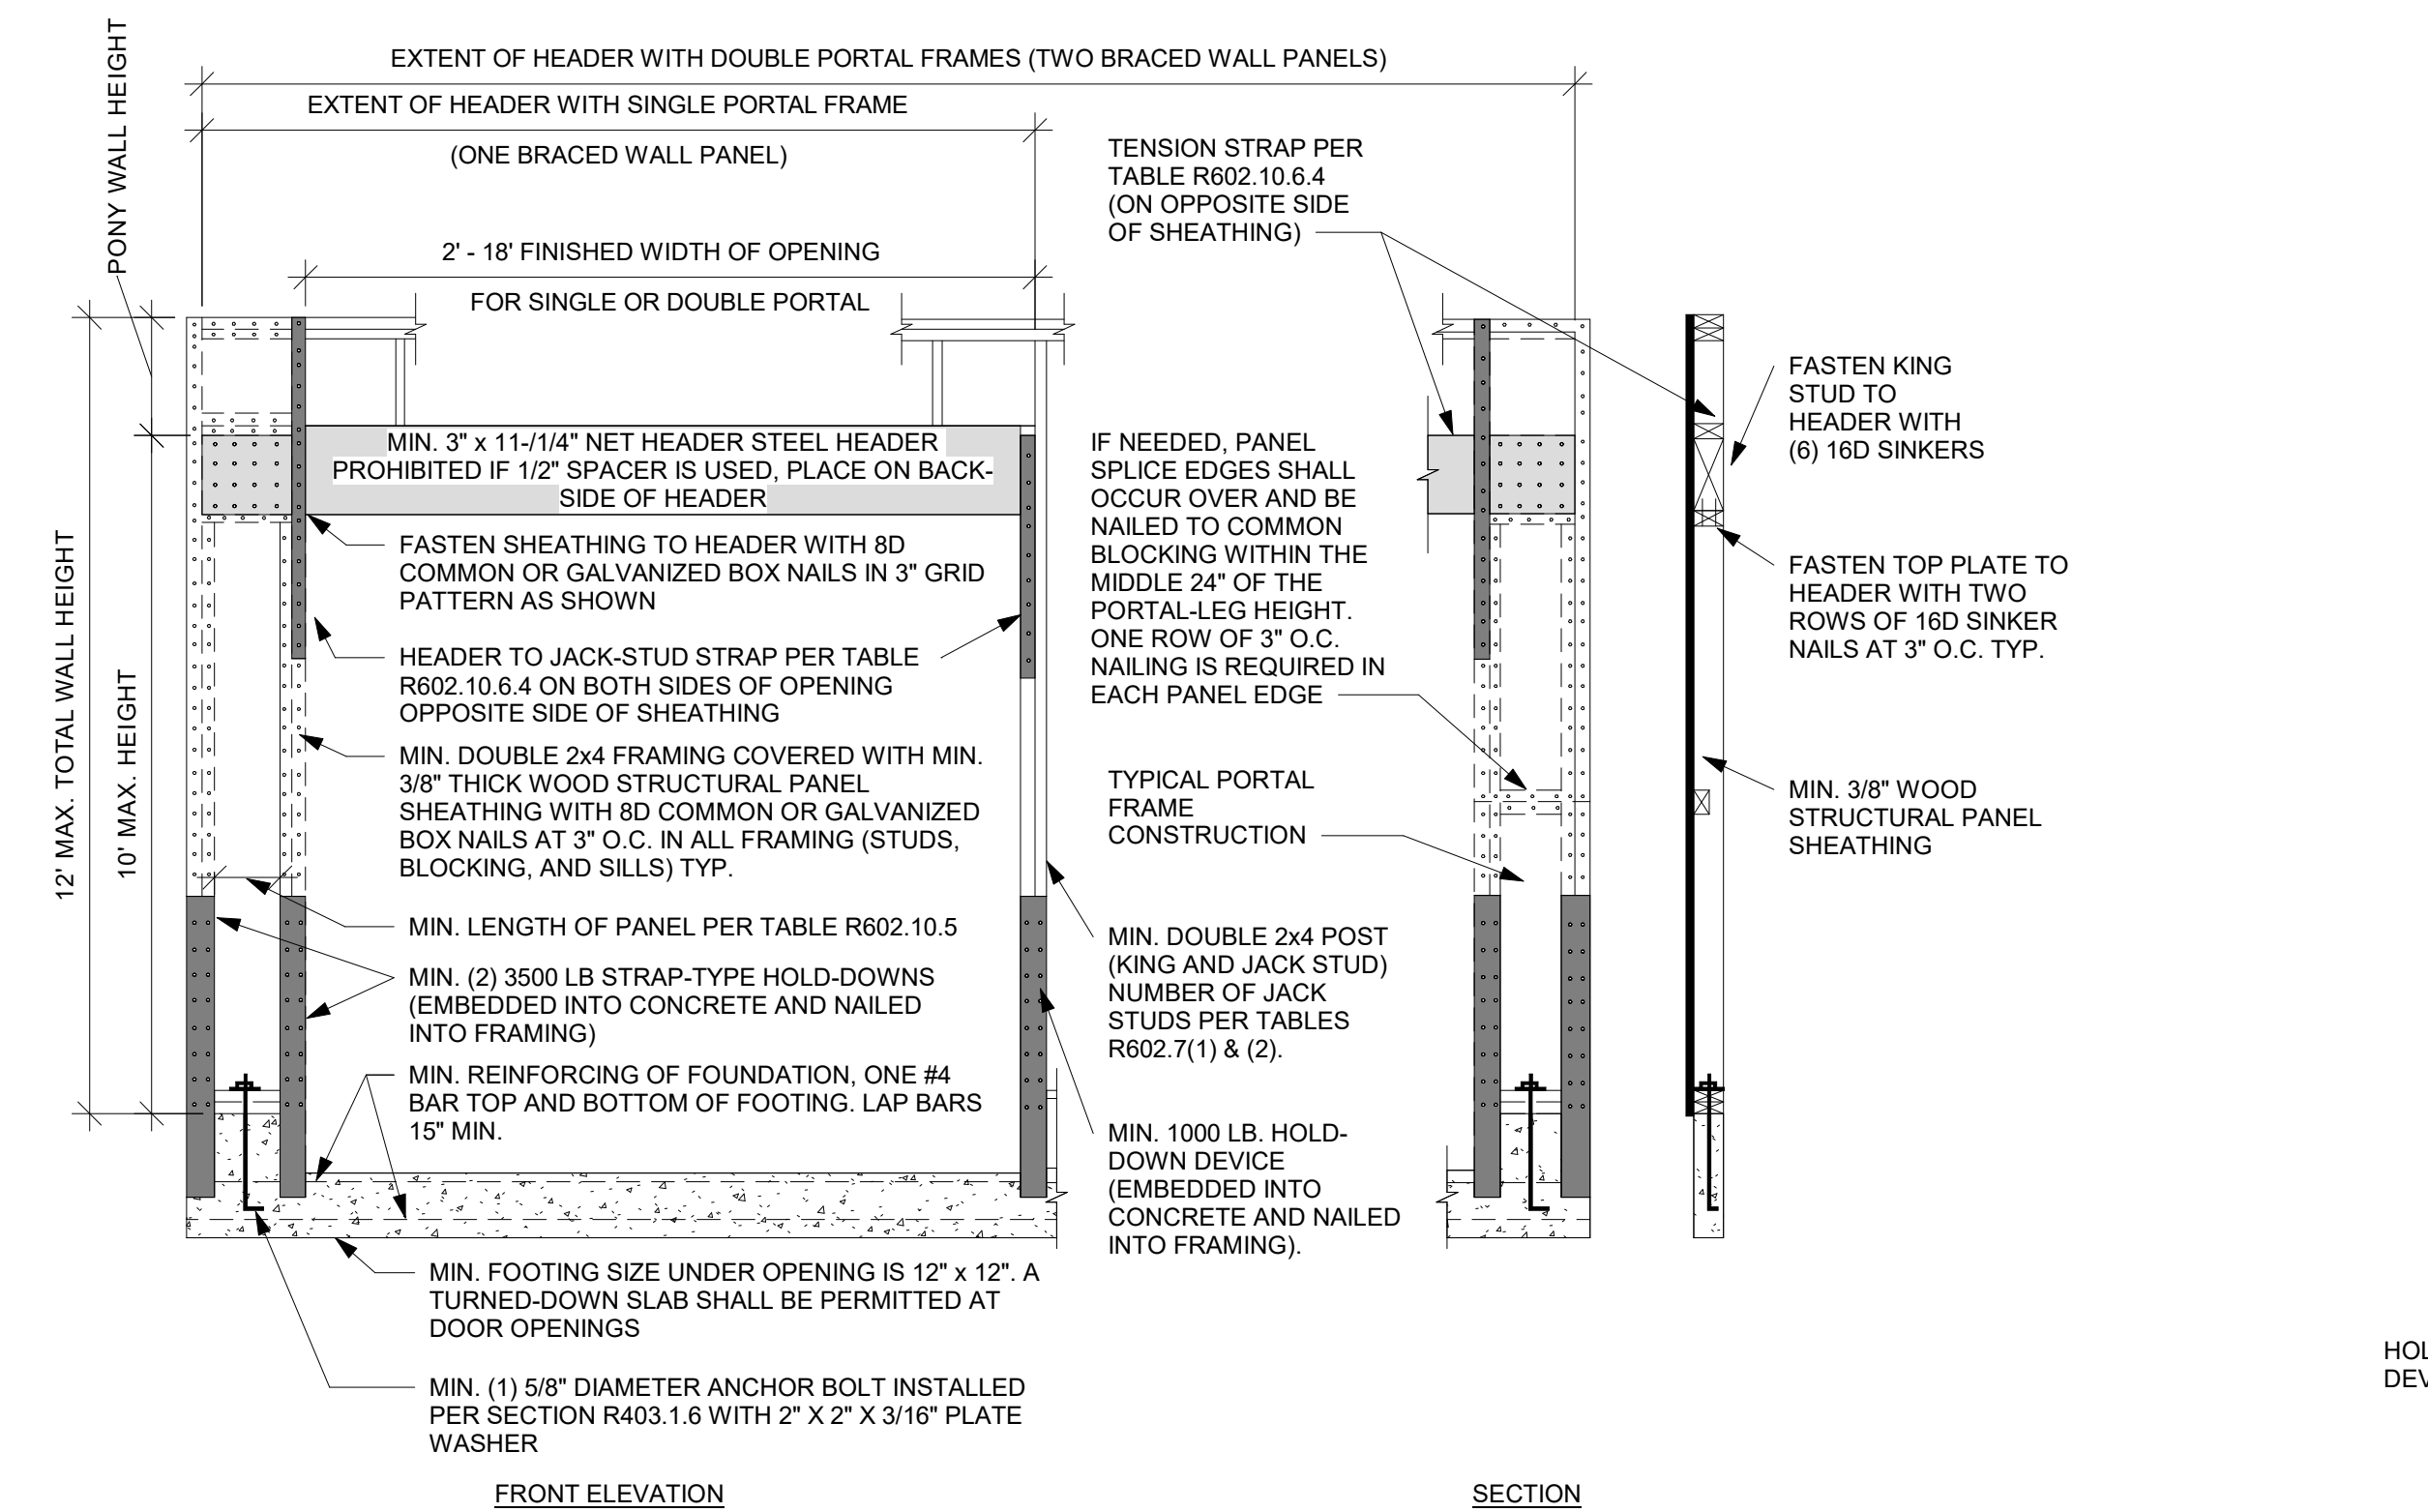 PONY WALL HEIGHT
12' MAX. TOTAL WALL HEIGHT
10' MAX. HEIGHT
EXTENT OF HEADER WITH DOUBLE PORTAL FRAMES (TWO BRACED WALL PANELS)
EXTENT OF HEADER WITH SINGLE PORTAL FRAME
(ONE BRACED WALL PANEL)
2' - 18' FINISHED WIDTH OF OPENING
FOR SINGLE OR DOUBLE PORTAL
MIN. 3" x 11-/1/4" NET HEADER STEEL HEADER
PROHIBITED IF 1/2" SPACER IS USED, PLACE ON BACK-
SIDE OF HEADER
FASTEN SHEATHING TO HEADER WITH 8D
COMMON OR GALVANIZED BOX NAILS IN 3" GRID
PATTERN AS SHOWN
HEADER TO JACK-STUD STRAP PER TABLE
R602.10.6.4 ON BOTH SIDES OF OPENING
OPPOSITE SIDE OF SHEATHING
MIN. DOUBLE 2x4 FRAMING COVERED WITH MIN.
3/8" THICK WOOD STRUCTURAL PANEL
SHEATHING WITH 8D COMMON OR GALVANIZED
BOX NAILS AT 3" O.C. IN ALL FRAMING (STUDS,
BLOCKING, AND SILLS) TYP.
MIN. LENGTH OF PANEL PER TABLE R602.10.5
MIN. (2) 3500 LB STRAP-TYPE HOLD-DOWNS
(EMBEDDED INTO CONCRETE AND NAILED
INTO FRAMING)
MIN. REINFORCING OF FOUNDATION, ONE #4
BAR TOP AND BOTTOM OF FOOTING. LAP BARS
15" MIN.
MIN. FOOTING SIZE UNDER OPENING IS 12" x 12". A
TURNED-DOWN SLAB SHALL BE PERMITTED AT
DOOR OPENINGS
MIN. (1) 5/8" DIAMETER ANCHOR BOLT INSTALLED
PER SECTION R403.1.6 WITH 2" X 2" X 3/16" PLATE
WASHER
FRONT ELEVATION
TENSION STRAP PER
TABLE R602.10.6.4
(ON OPPOSITE SIDE
OF SHEATHING)
IF NEEDED, PANEL
SPLICE EDGES SHALL
OCCUR OVER AND BE
NAILED TO COMMON
BLOCKING WITHIN THE
MIDDLE 24" OF THE
PORTAL-LEG HEIGHT.
ONE ROW OF 3" O.C.
NAILING IS REQUIRED IN
EACH PANEL EDGE
TYPICAL PORTAL
FRAME
CONSTRUCTION
MIN. DOUBLE 2x4 POST
(KING AND JACK STUD)
NUMBER OF JACK
STUDS PER TABLES
R602.7(1) & (2).
MIN. 1000 LB. HOLD-
DOWN DEVICE
(EMBEDDED INTO
CONCRETE AND NAILED
INTO FRAMING).
FASTEN KING
STUD TO
HEADER WITH
(6) 16D SINKERS
FASTEN TOP PLATE TO
HEADER WITH TWO
ROWS OF 16D SINKER
NAILS AT 3" O.C. TYP.
MIN. 3/8" WOOD
STRUCTURAL PANEL
SHEATHING
SECTION